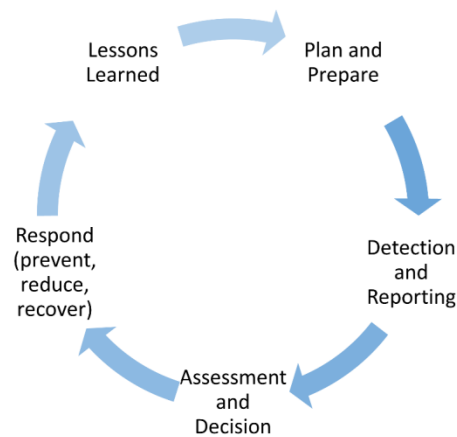 Plan and
Prepare
Detection
and
Reporting
Assessment
and
Decision
Respond
(prevent,
reduce,
recover)
Lessons
Learned